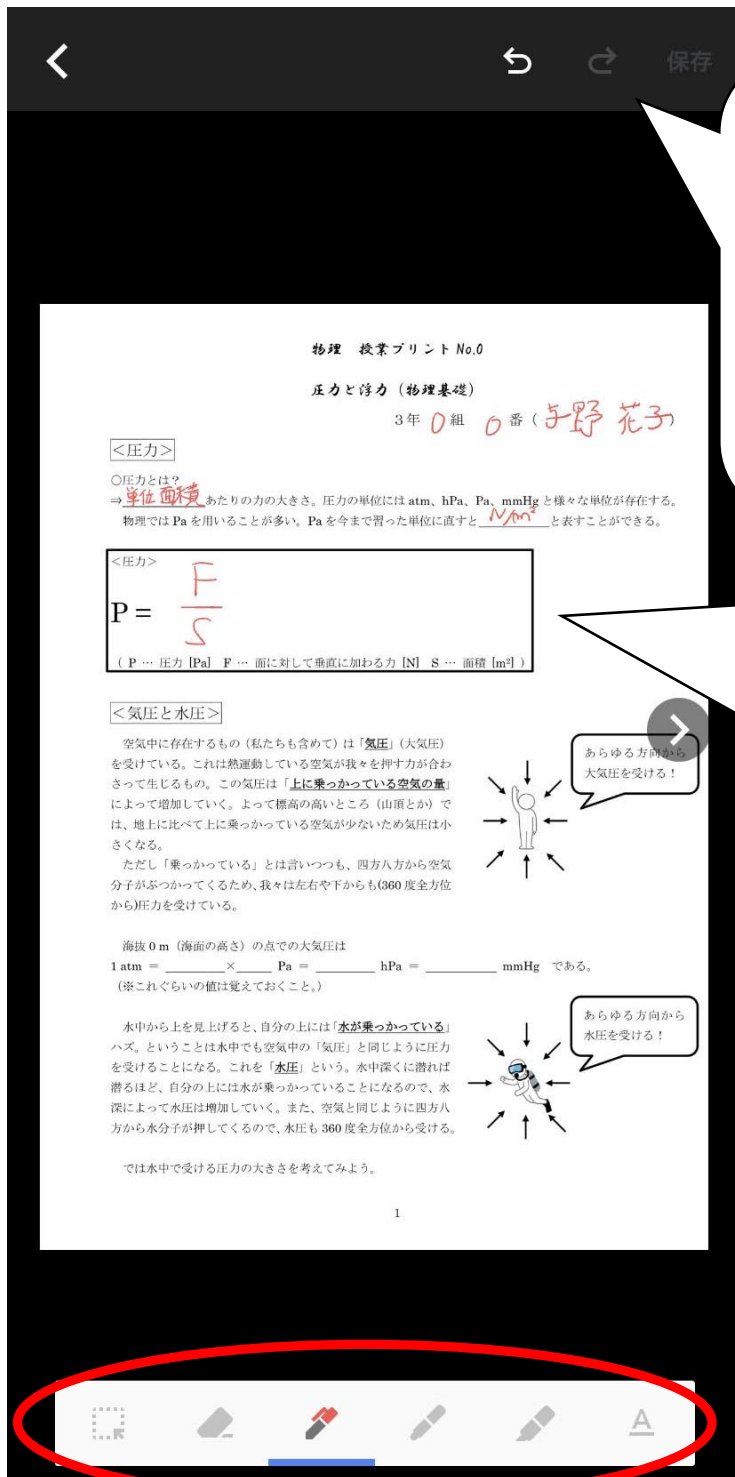 保存
物理 授業プリント No.0
圧力と浮力（物理基礎）
3年 0 組 0 番（ 与野 花子）
＜圧力＞
○圧力とは？
⇒ 単位面積 あたりの力の大きさ。圧力の単位には atm、hPa、Pa、mmHg と様々な単位が存在する。
物理では Pa を用いることが多い。Pa を今まで習った単位に直すと N/m² と表すことができる。
＜圧力＞
P = F/S
（ P … 圧力 [Pa] F … 面に対して垂直に加わる力 [N] S … 面積 [m²] ）
＜気圧と水圧＞
空気中に存在するもの（私たちも含めて）は「気圧」（大気圧）
を受けている。これは熱運動している空気が我々を押す力が合わ
さって生じるもの。この気圧は「上に乗っかっている空気の量」
によって増加していく。よって標高の高いところ（山頂とか）で
は、地上に比べて上に乗っかっている空気が少ないため気圧は小
さくなる。
ただし「乗っかっている」とは言いつつも、四方八方から空気
分子がぶつかってくるため、我々は左右や下からも(360 度全方位
から)圧力を受けている。
あらゆる方向から
大気圧を受ける！
海抜 0 m（海面の高さ）の点での大気圧は
1 atm = ________×____ Pa = ________ hPa = _________ mmHg である。
（※これぐらいの値は覚えておくこと。）
水中から上を見上げると、自分の上には「水が乗っかっている」
ハズ。ということは水中でも空気中の「気圧」と同じように圧力
を受けることになる。これを「水圧」という。水中深くに潜れば
潜るほど、自分の上には水が乗っかっていることになるので、水
深によって水圧は増加していく。また、空気と同じように四方八
方から水分子が押してくるので、水圧も 360 度全方位から受ける。
あらゆる方向から
水圧を受ける！
では水中で受ける圧力の大きさを考えてみよう。
1
A